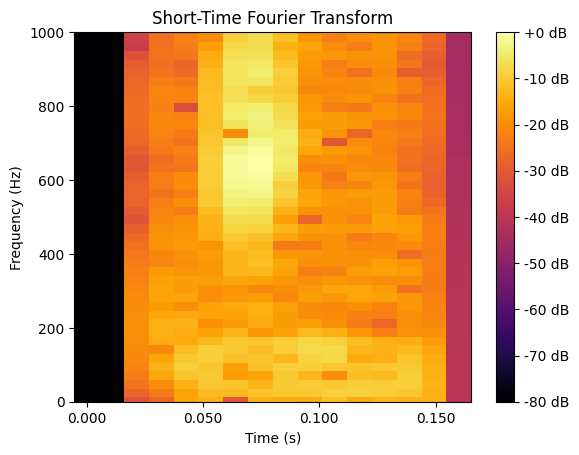 Short-Time Fourier Transform
1000
800
600
400
200
0
Frequency (Hz)
0.000
0.050
0.100
0.150
Time (s)
+0 dB
-10 dB
-20 dB
-30 dB
-40 dB
-50 dB
-60 dB
-70 dB
-80 dB